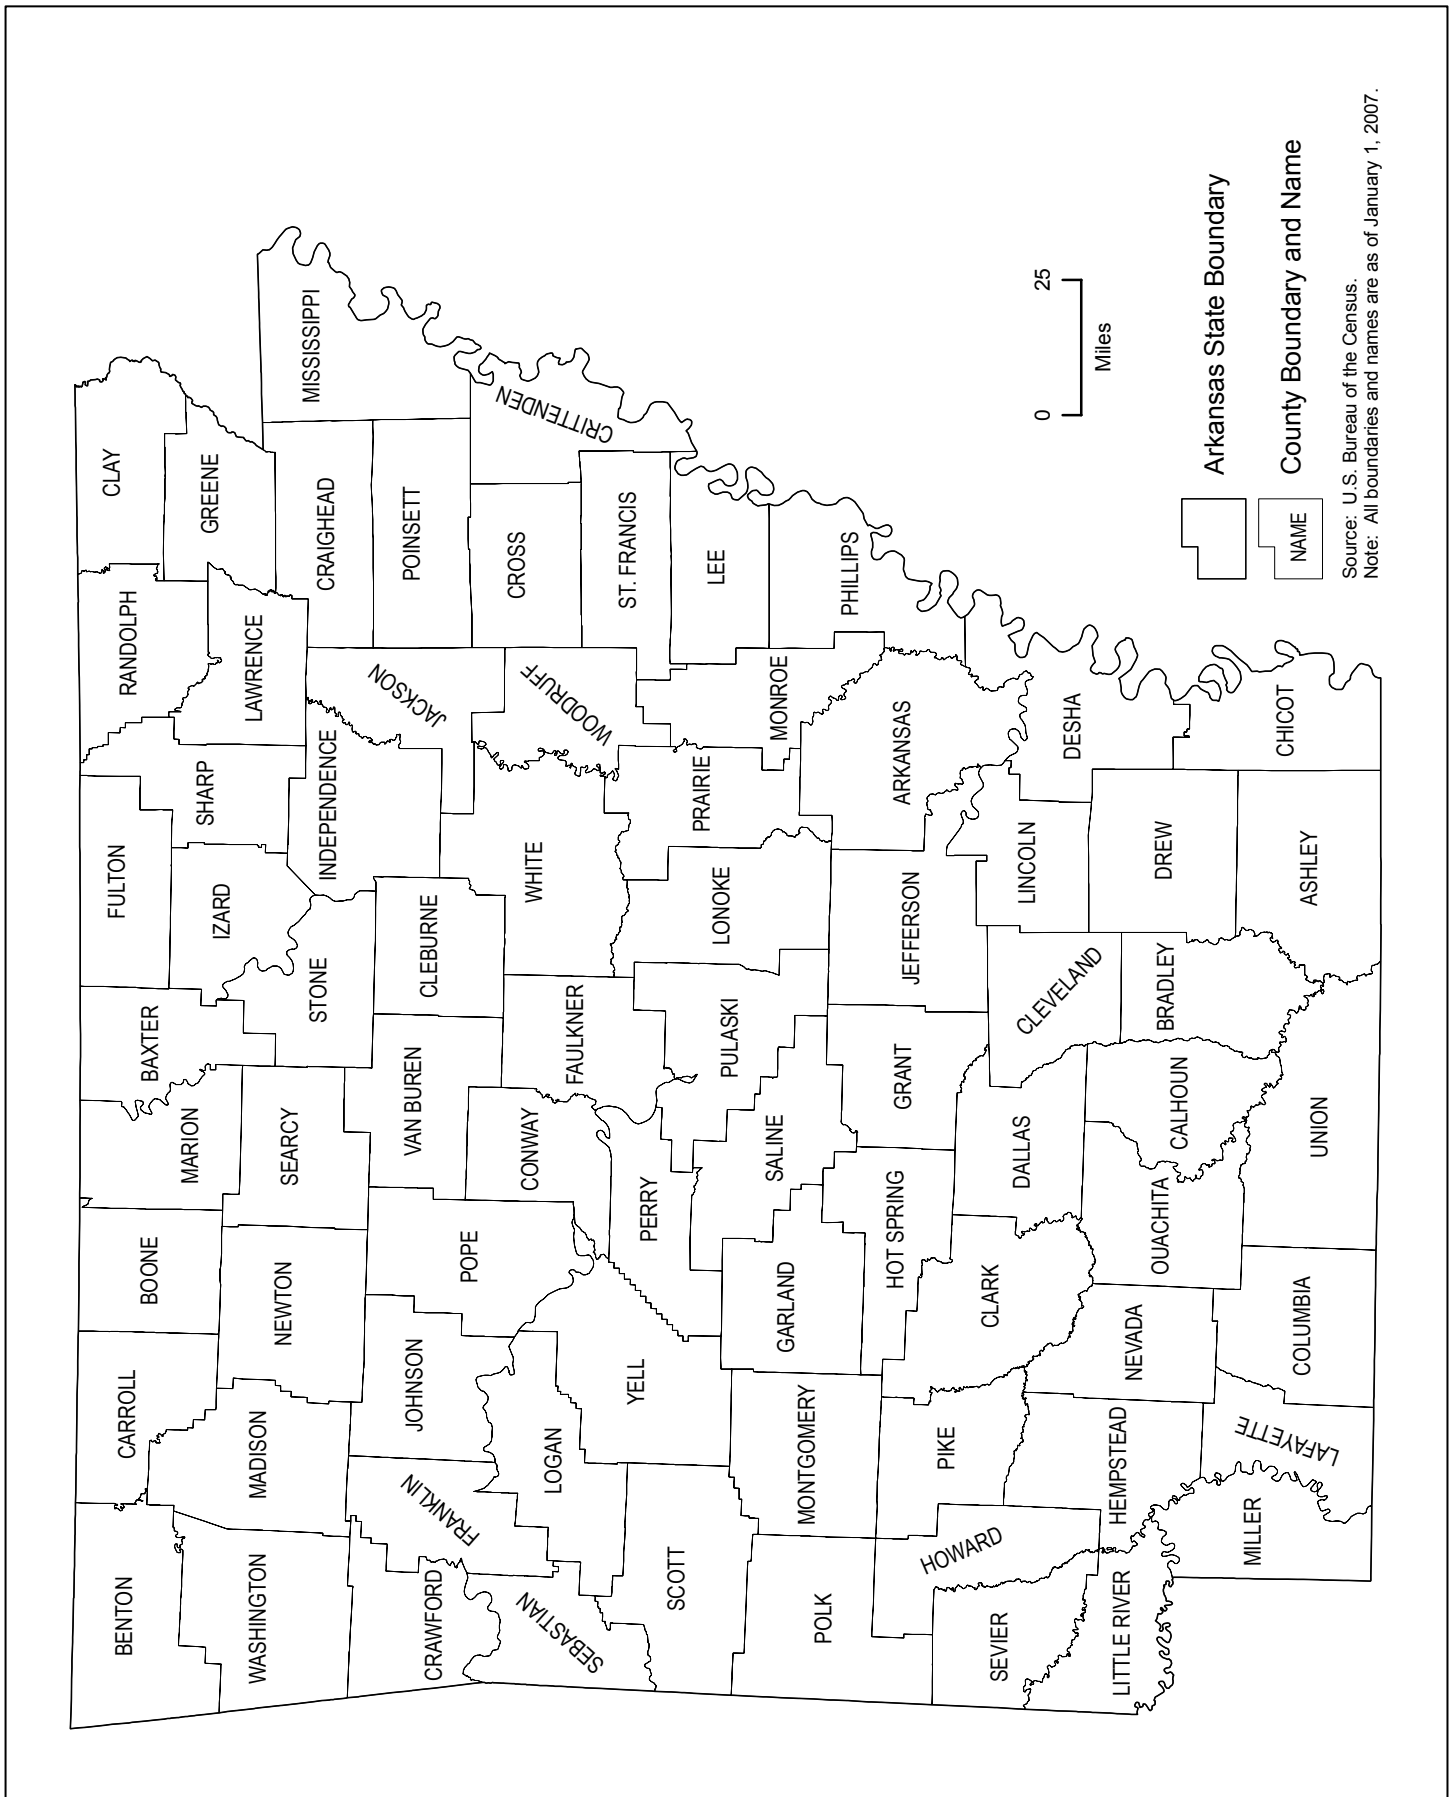 BENTON
CARROLL
BOONE
MARION
BAXTER
FULTON
SHARP
RANDOLPH
CLAY
WASHINGTON
MADISON
NEWTON
SEARCY
STONE
IZARD
INDEPENDENCE
LAWRENCE
GREENE
CRAWFORD
FRANKLIN
JOHNSON
POPE
VAN BUREN
CLEBURNE
JACKSON
CRAIGHEAD
MISSISSIPPI
SEBASTIAN
LOGAN
CONWAY
FAULKNER
WHITE
WOODRUFF
POINSETT
CROSS
CRITTENDEN
SCOTT
YELL
PERRY
PULASKI
LONOKE
PRAIRIE
MONROE
ST. FRANCIS
LEE
POLK
MONTGOMERY
GARLAND
SALINE
PHILLIPS
HOWARD
PIKE
HOT SPRING
GRANT
JEFFERSON
ARKANSAS
SEVIER
CLARK
DALLAS
CLEVELAND
LINCOLN
DESHA
LITTLE RIVER
HEMPSTEAD
NEVADA
OUACHITA
CALHOUN
BRADLEY
DREW
MILLER
LAFAYETTE
COLUMBIA
UNION
ASHLEY
CHICOT
0 25
Miles
Arkansas State Boundary
NAME County Boundary and Name
Source: U.S. Bureau of the Census.
Note: All boundaries and names are as of January 1, 2007.